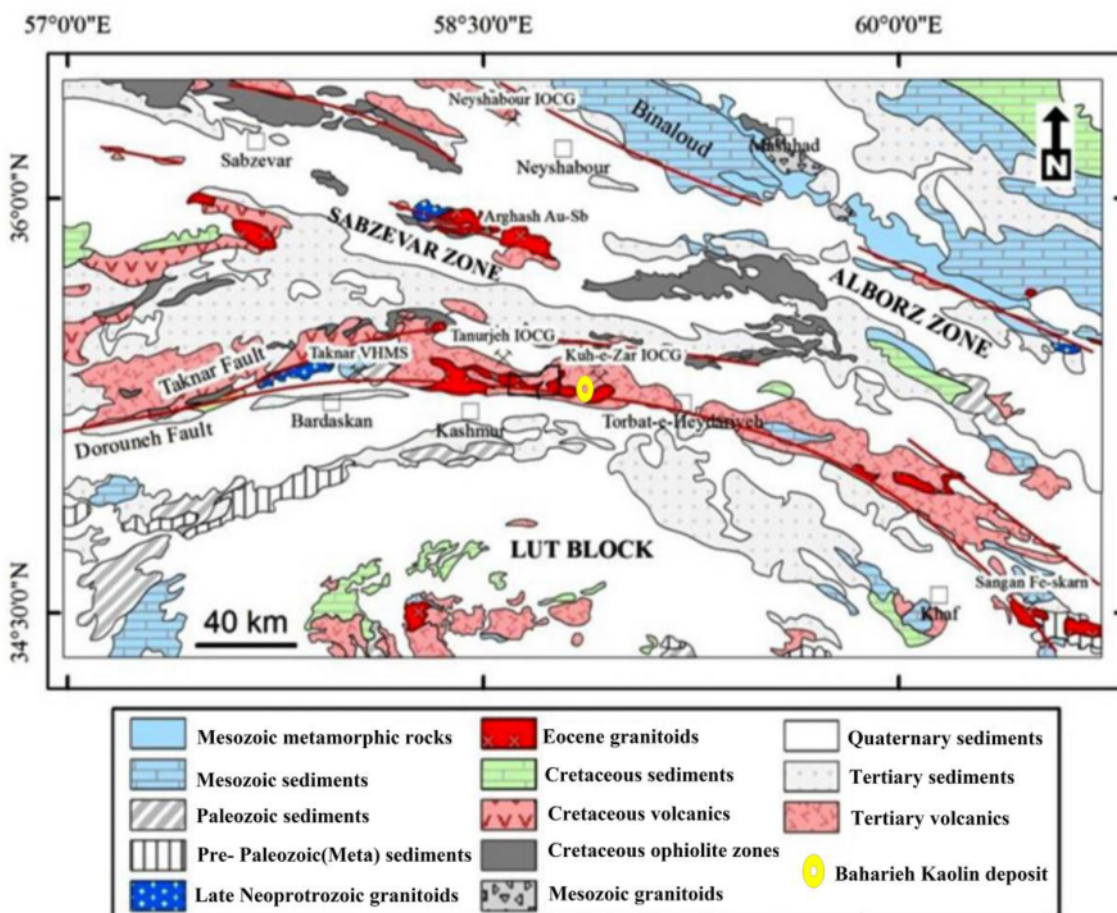 57°0'0"E
58°30'0"E
60°0'0"E
36°0'0"N
34°30'0"N
Neyshabour IOCG
Binaloud
Mashhad
Sabzevar
Neyshabour
N
Arghash Au-Sb
SABZEVAR ZONE
ALBORZ ZONE
Tanurjeh IOCG
Taknar Fault
Taknar VHMS
Kuh-e-Zar IOCG
Dorouneh Fault
Bardaskan
Kashmar
Torbat-e-Heydariyeh
LUT BLOCK
Sangan Fe-skarn
Khaf
40 km
Mesozoic metamorphic rocks
Mesozoic sediments
Paleozoic sediments
Pre- Paleozoic(Meta) sediments
Late Neoprotrozoic granitoids
Eocene granitoids
Cretaceous sediments
Cretaceous volcanics
Cretaceous ophiolite zones
Mesozoic granitoids
Quaternary sediments
Tertiary sediments
Tertiary volcanics
Baharieh Kaolin deposit